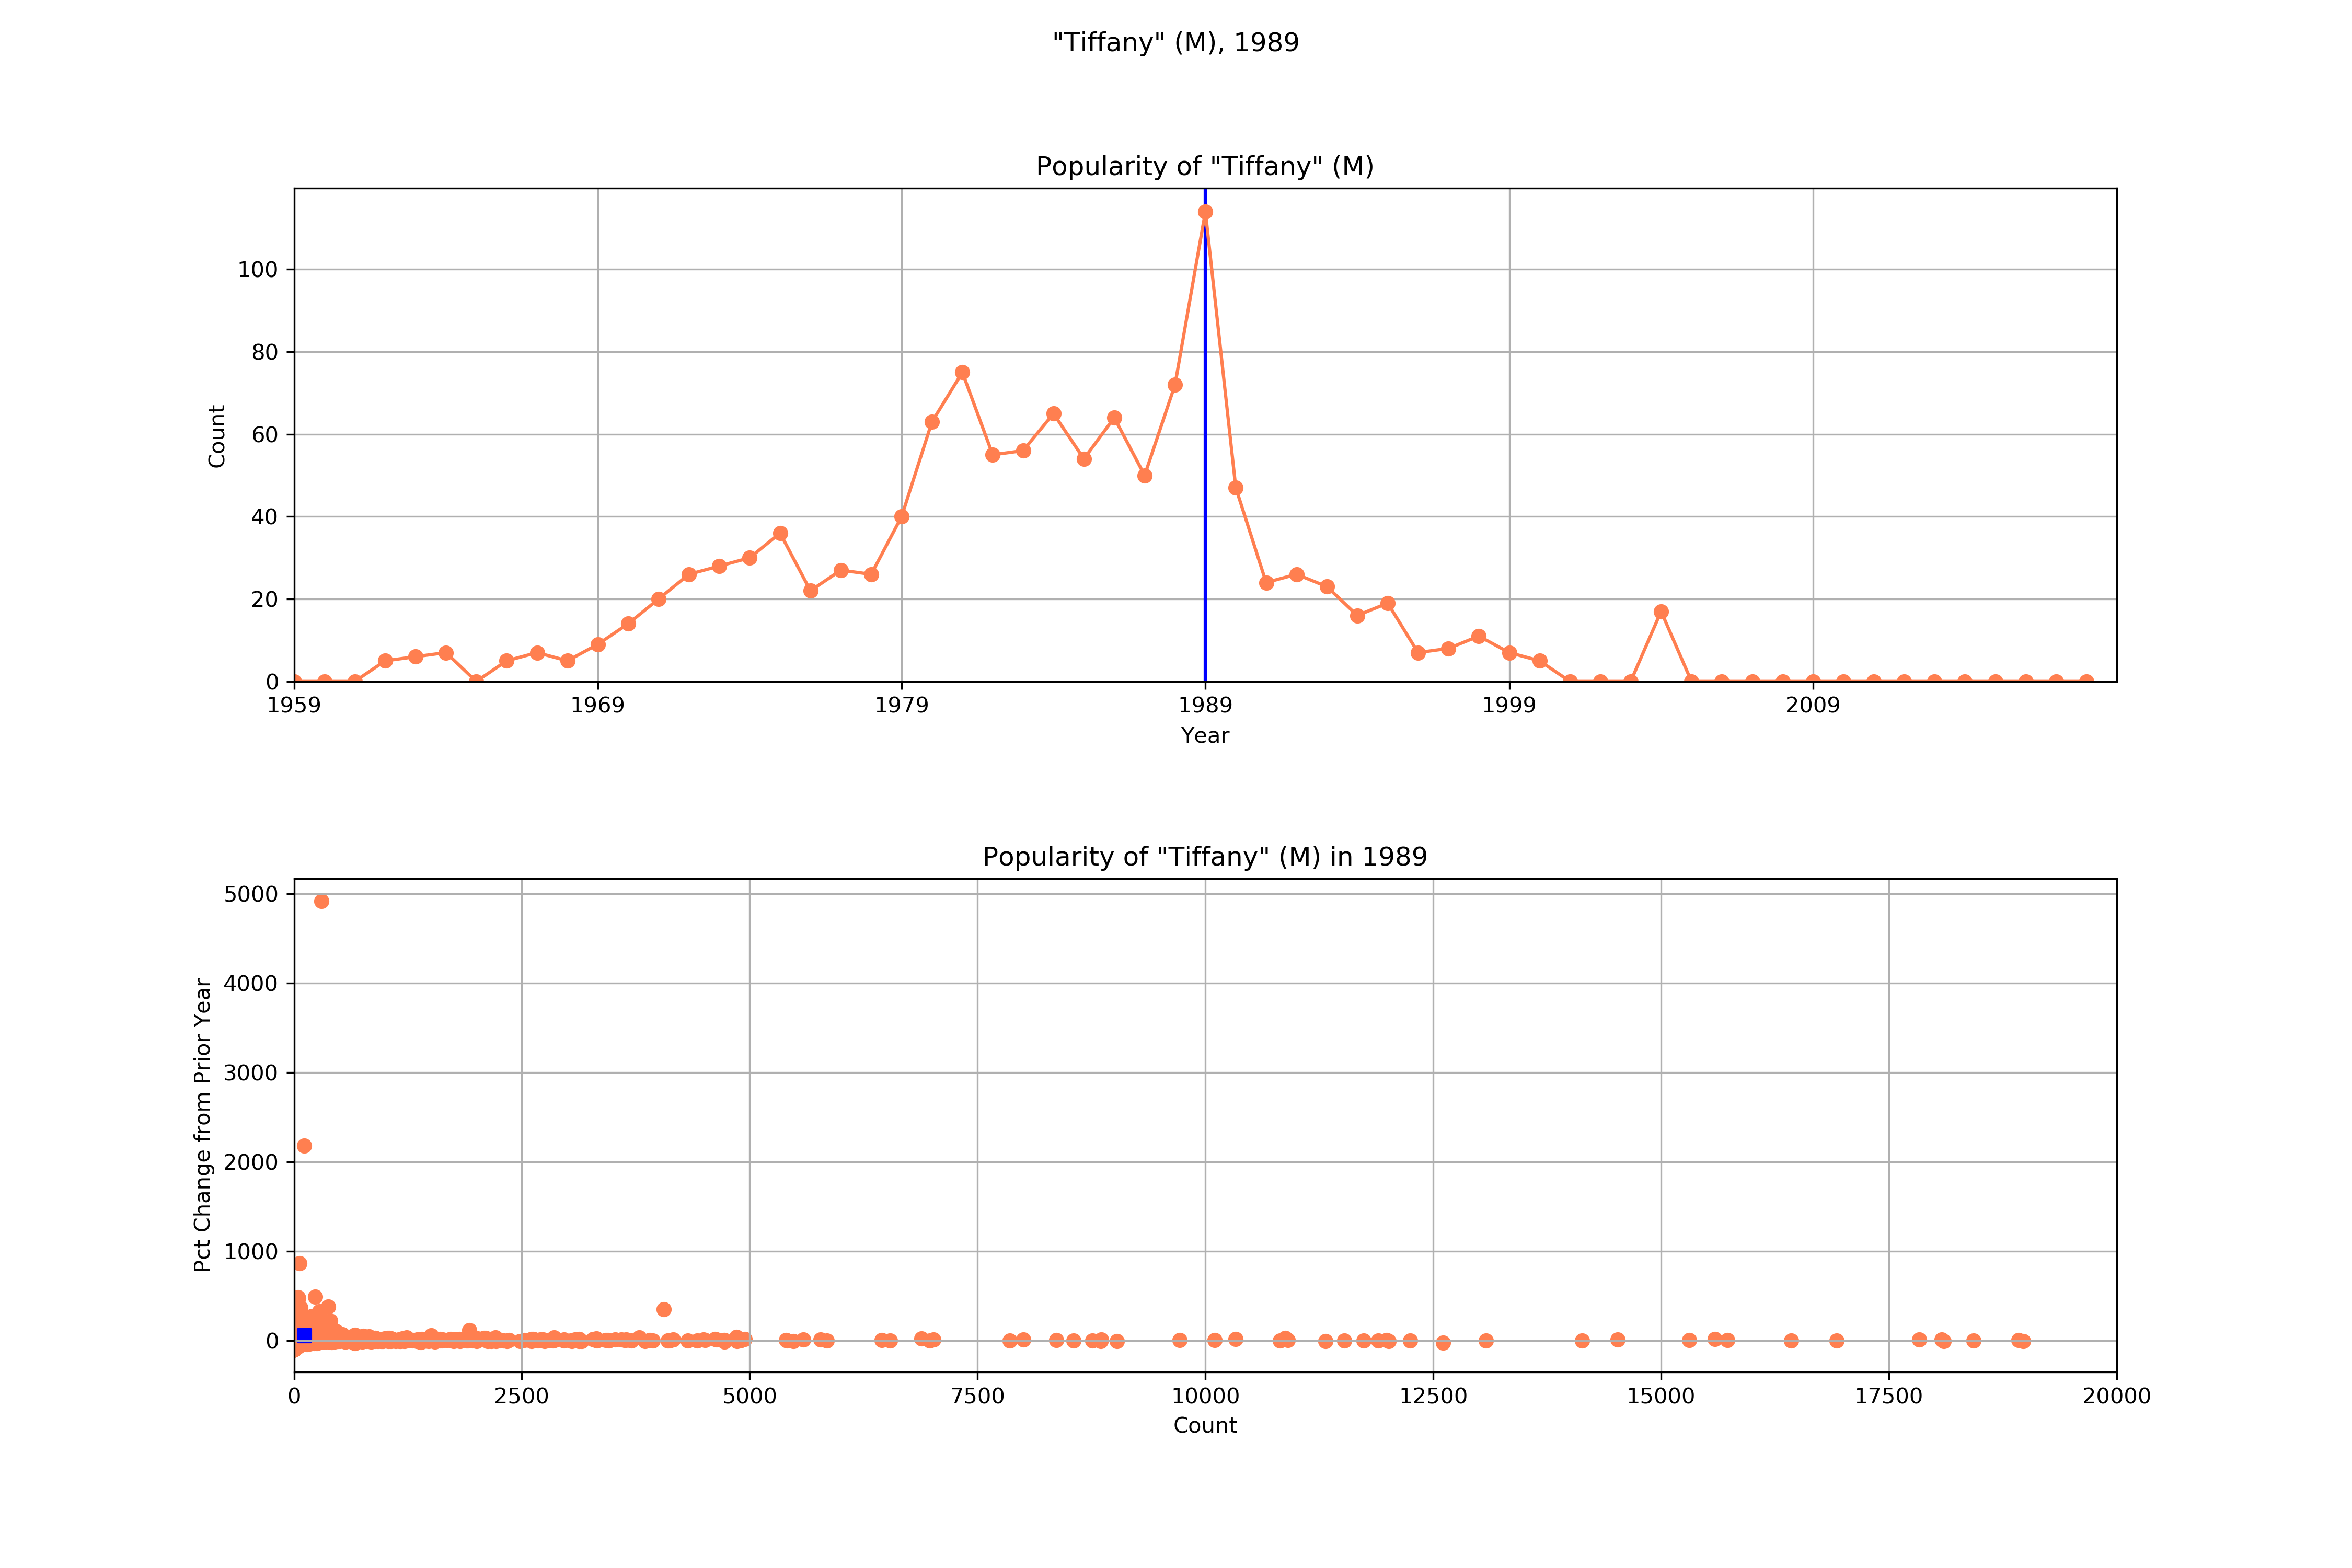 "Tiffany" (M), 1989
Popularity of "Tiffany" (M)
Count
100
80
60
40
20
0
1959 1969 1979 1989 1999 2009
Year
Popularity of "Tiffany" (M) in 1989
Pct Change from Prior Year
5000
4000
3000
2000
1000
0
0 2500 5000 7500 10000 12500 15000 17500 20000
Count